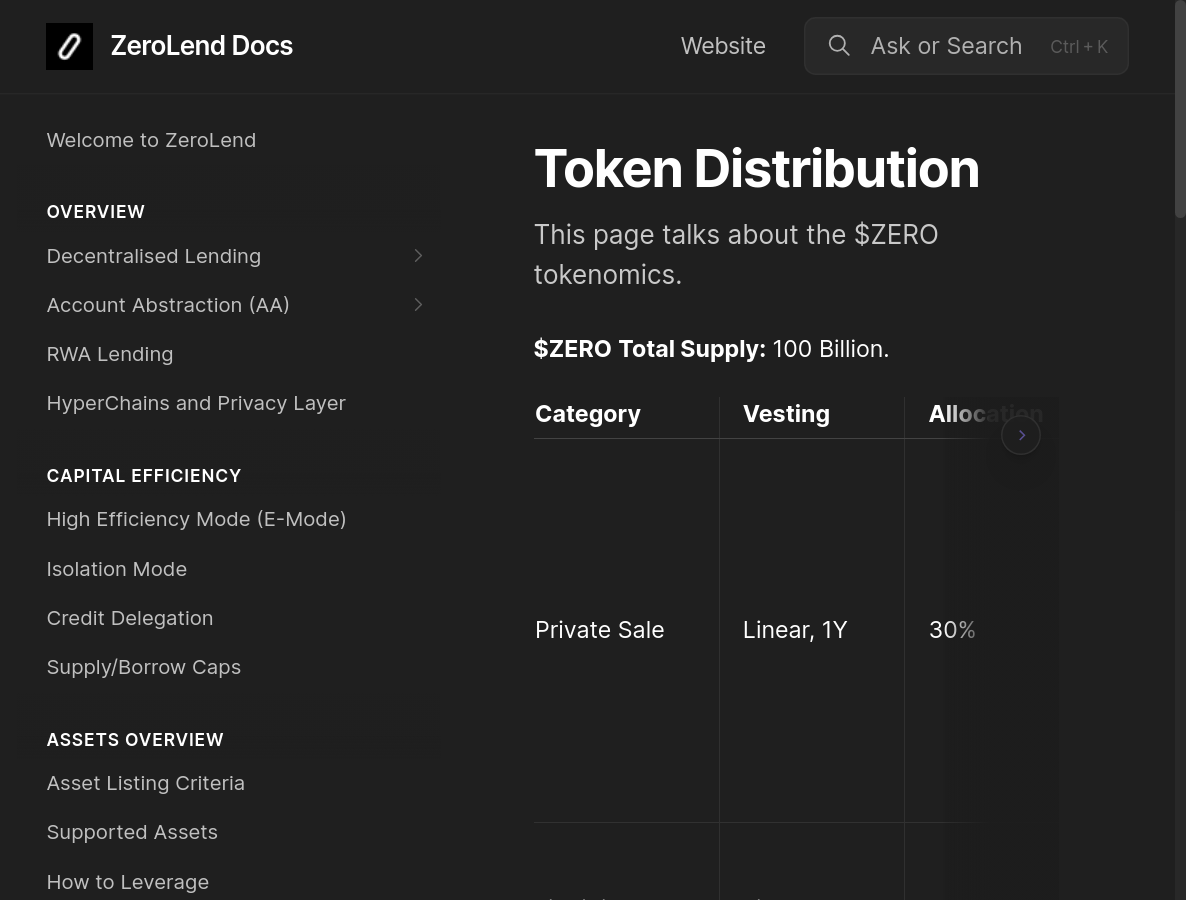 ZeroLend Docs
Website
Ask or Search
Ctrl + K
Welcome to ZeroLend
OVERVIEW
Decentralised Lending
Account Abstraction (AA)
RWA Lending
HyperChains and Privacy Layer
CAPITAL EFFICIENCY
High Efficiency Mode (E-Mode)
Isolation Mode
Credit Delegation
Supply/Borrow Caps
ASSETS OVERVIEW
Asset Listing Criteria
Supported Assets
How to Leverage
Token Distribution
This page talks about the $ZERO
tokenomics.
$ZERO Total Supply: 100 Billion.
Category Vesting Allocation
Private Sale Linear, 1Y 30%